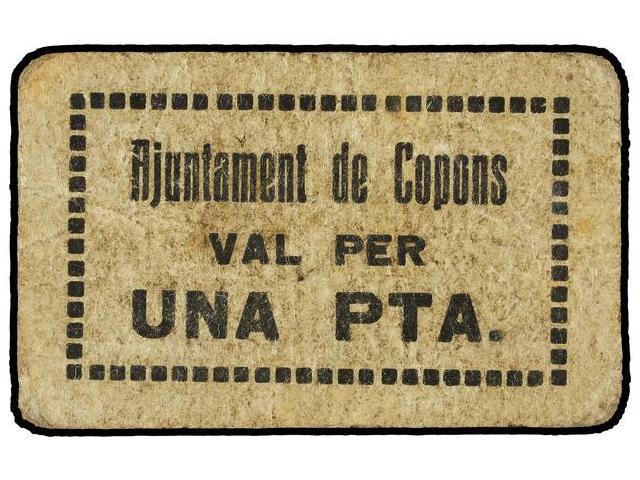 Ajuntament de Copons
VAL PER
UNA PTA.